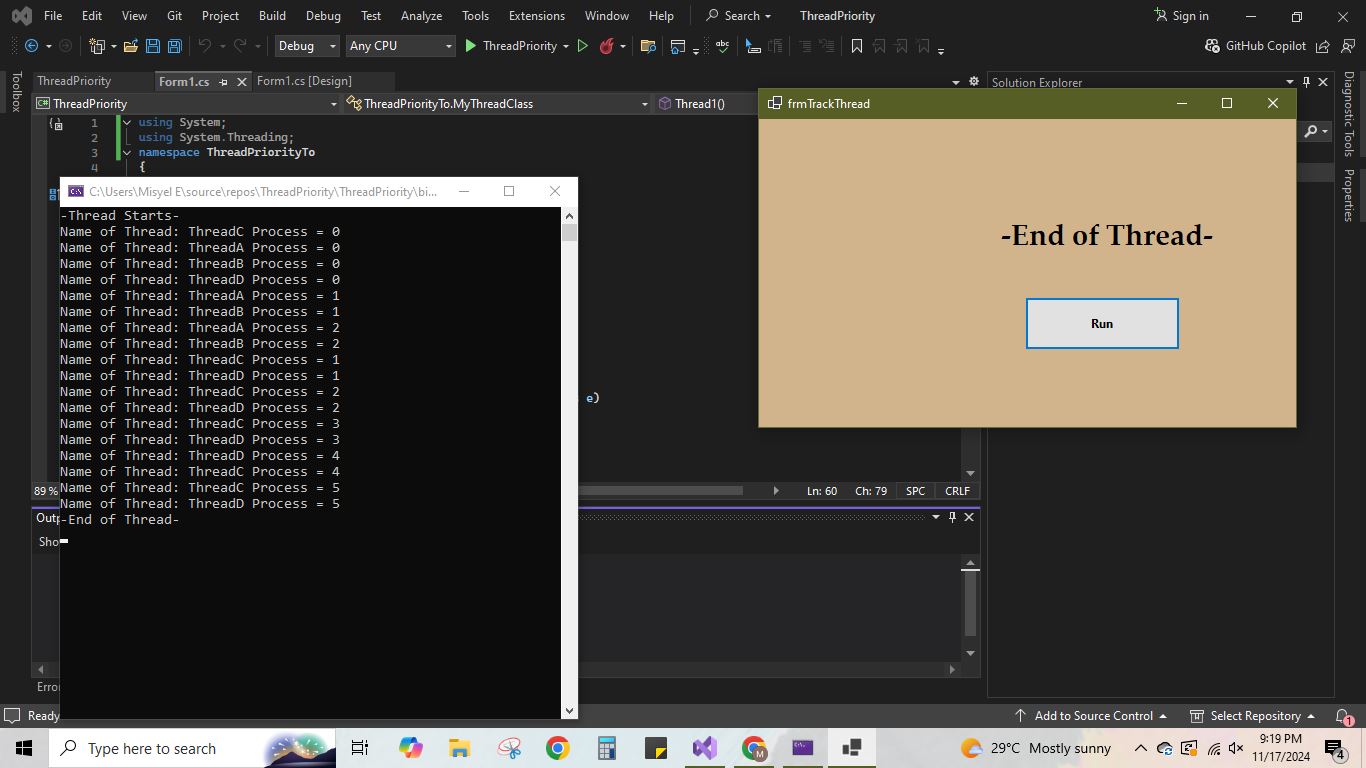 File Edit View Git Project Build Debug Test Analyze Tools Extensions Window Help Search ThreadPriority Sign in
Debug Any CPU ThreadPriority GitHub Copilot
Toolbox
ThreadPriority Form1.cs Form1.cs [Design]
ThreadPriority ThreadPriorityTo.MyThreadClass Thread1()
1 using System;
2 using System.Threading;
3 namespace ThreadPriorityTo
4 {
e)
89 % Ln: 60 Ch: 79 SPC CRLF
C:\Users\Misyel E\source\repos\ThreadPriority\ThreadPriority\bi...
-Thread Starts-
Name of Thread: ThreadC Process = 0
Name of Thread: ThreadA Process = 0
Name of Thread: ThreadB Process = 0
Name of Thread: ThreadD Process = 0
Name of Thread: ThreadA Process = 1
Name of Thread: ThreadB Process = 1
Name of Thread: ThreadA Process = 2
Name of Thread: ThreadB Process = 2
Name of Thread: ThreadC Process = 1
Name of Thread: ThreadD Process = 1
Name of Thread: ThreadC Process = 2
Name of Thread: ThreadD Process = 2
Name of Thread: ThreadC Process = 3
Name of Thread: ThreadD Process = 3
Name of Thread: ThreadD Process = 4
Name of Thread: ThreadC Process = 4
Name of Thread: ThreadC Process = 5
Name of Thread: ThreadD Process = 5
-End of Thread-
Solution Explorer
frmTrackThread
-End of Thread-
Run
Diagnostic Tools
Properties
Ready Add to Source Control Select Repository 1
Type here to search 29°C Mostly sunny 9:19 PM
11/17/2024 4